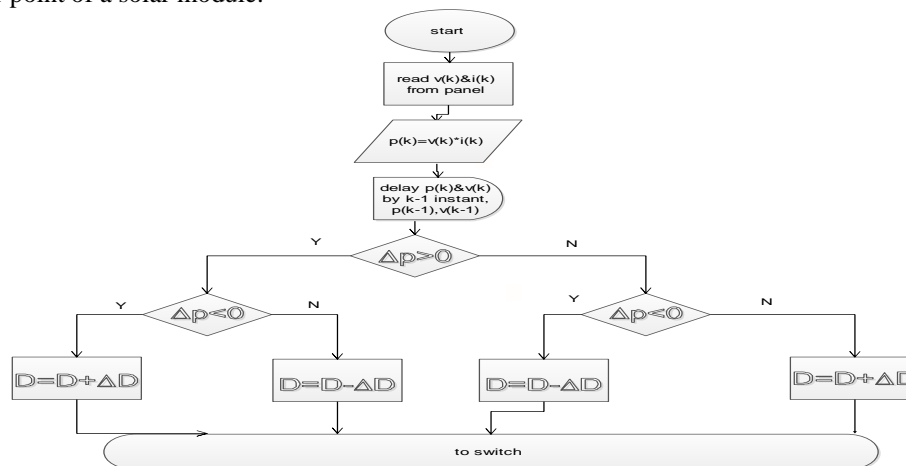 point of a solar module.
start
read v(k)&i(k)
from panel
p(k)=v(k)*i(k)
delay p(k)&v(k)
by k-1 instant,
p(k-1),v(k-1)
Y
Δp>0
N
Y
Δp<0
N
Y
Δp<0
N
D=D+ΔD
D=D-ΔD
D=D-ΔD
D=D+ΔD
to switch